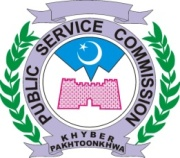 PUBLIC SERVICE COMMISSION
KHYBER
PAKHTOONKHWA